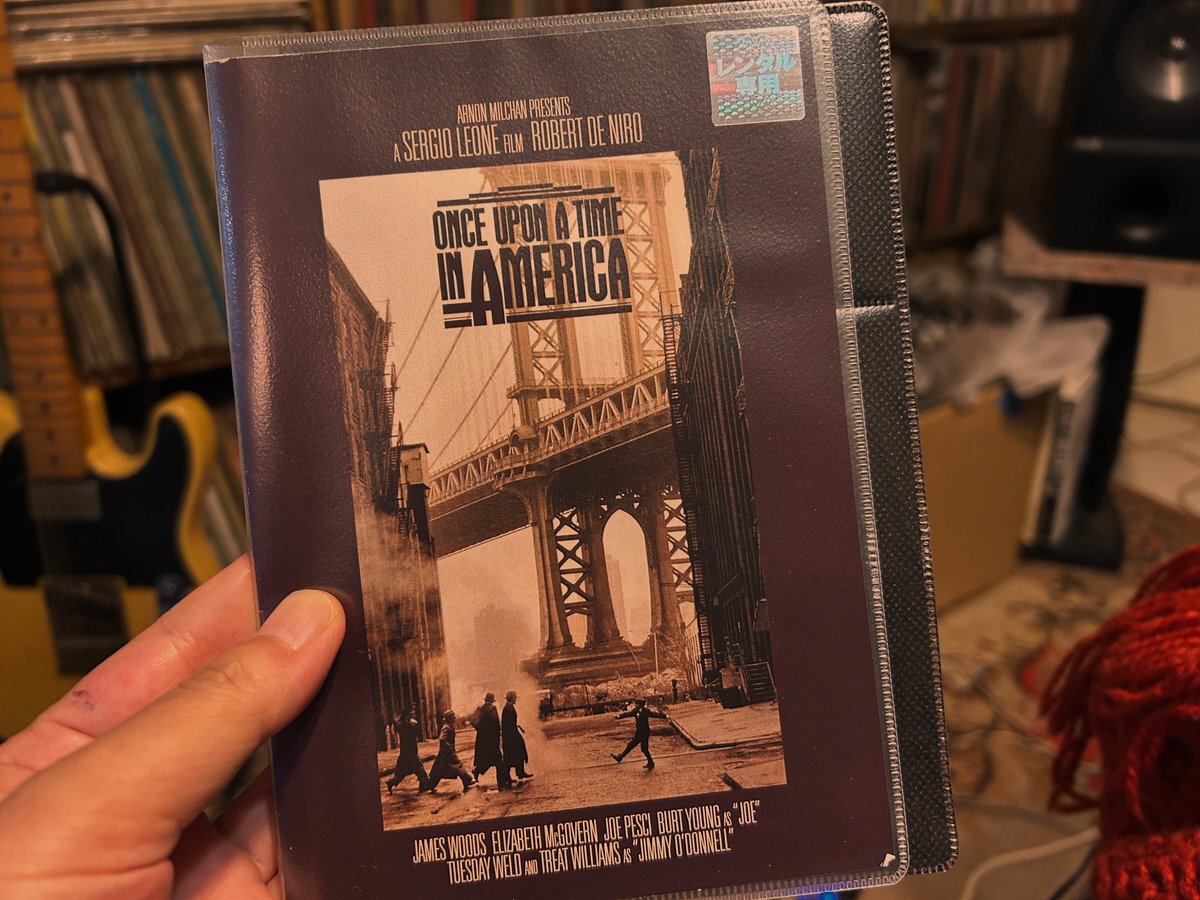 レンタル
専用
ARNON MILCHAN PRESENTS
A SERGIO LEONE FILM ROBERT DE NIRO
ONCE UPON A TIME
IN AMERICA
JAMES WOODS ELIZABETH McGOVERN JOE PESCI BURT YOUNG AS "JOE"
TUESDAY WELD AND TREAT WILLIAMS AS "JIMMY O'DONNELL"